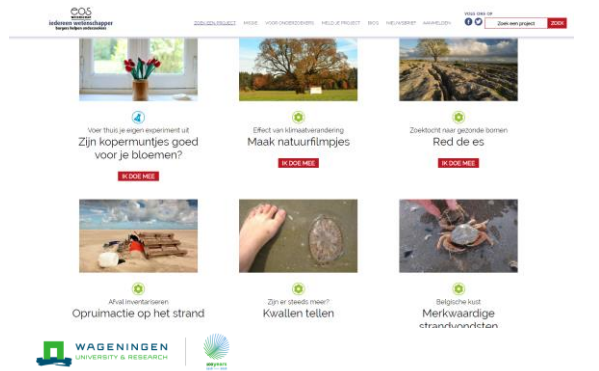 eos
VOLG ONS OP
iedereen wetenschapper
burgers helpen onderzoekers
ZOEK EEN PROJECT MISSIE VOOR ONDERZOEKERS MELD JE PROJECT BLOG NIEUWSBRIEF AANMELDEN
Zoek een project ZOEK
Voer thuis je eigen experiment uit
Zijn kopermuntjes goed
voor je bloemen?
IK DOE MEE
Effect van klimaatverandering
Maak natuurfilmpjes
IK DOE MEE
Zoektocht naar gezonde bomen
Red de es
IK DOE MEE
Afval inventariseren
Opruimactie op het strand
Zijn er steeds meer?
Kwallen tellen
Belgische kust
Merkwaardige
strandvondsten
WAGENINGEN
UNIVERSITY & RESEARCH